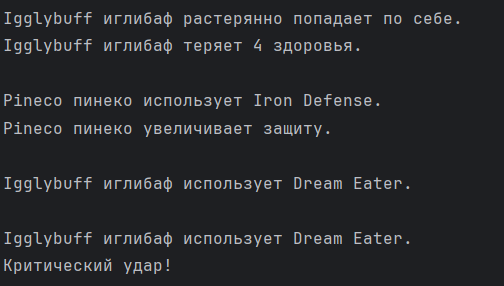 Igglybuff иглибаф растерянно попадает по себе.
Igglybuff иглибаф теряет 4 здоровья.
Pineco пинеко использует Iron Defense.
Pineco пинеко увеличивает защиту.
Igglybuff иглибаф использует Dream Eater.
Igglybuff иглибаф использует Dream Eater.
Критический удар!